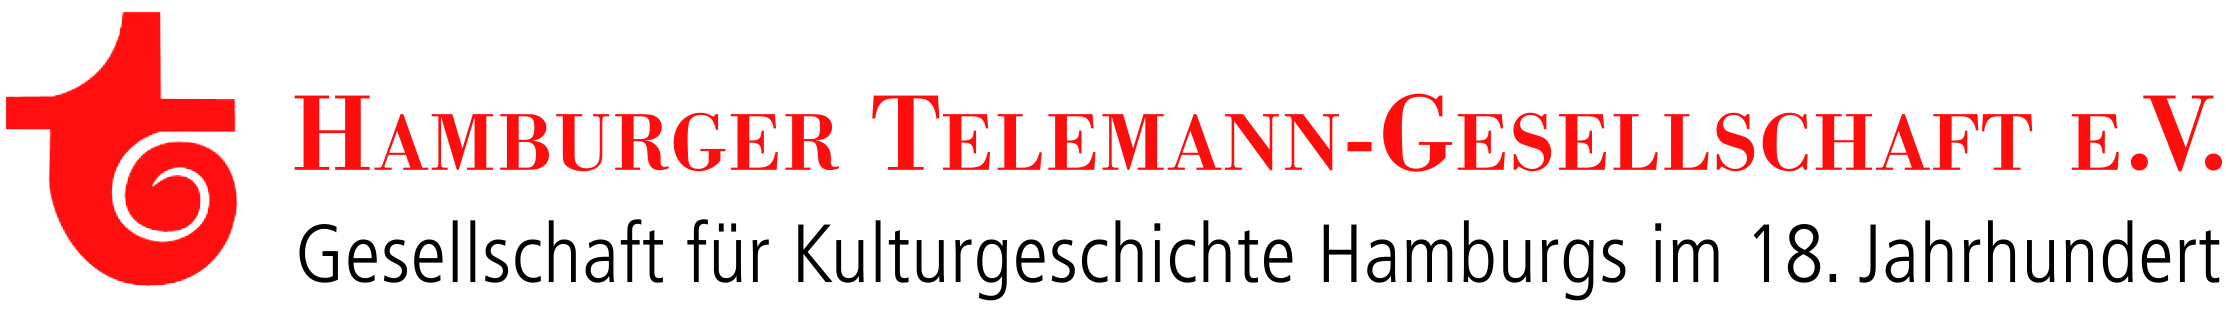 HAMBURGER TELEMANN-GESELLSCHAFT E.V.
Gesellschaft für Kulturgeschichte Hamburgs im 18. Jahrhundert